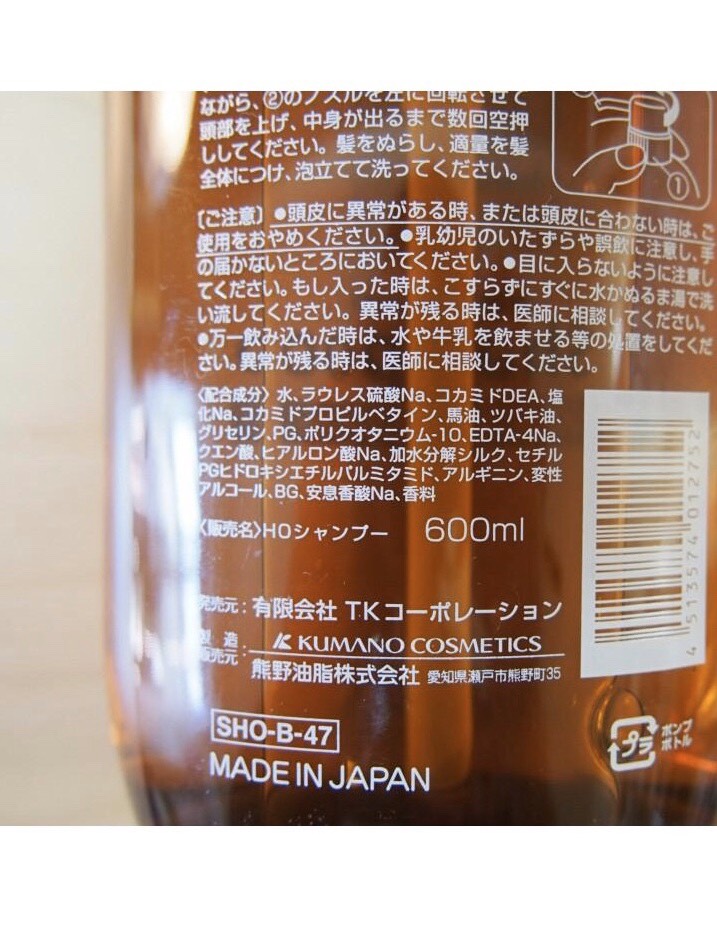 ながら、②のノズルを左に回転させて
頭部を上げ、中身が出るまで数回空押
ししてください。髪をぬらし、適量を髪
全体につけ、泡立てて洗ってください。
①
〔ご注意〕●頭皮に異常がある時、または頭皮に合わない時は、ご
使用をおやめください。●乳幼児のいたずらや誤飲に注意し、手
の届かないところにおいてください。●目に入らないように注意し
てください。もし入った時は、こすらずにすぐに水かぬるま湯で洗
い流してください。異常が残る時は、医師に相談してください。
●万一飲み込んだ時は、水や牛乳を飲ませる等の処置をしてくだ
さい。異常が残る時は、医師に相談してください。
〈配合成分〉水、ラウレス硫酸Na、コカミドDEA、塩
化Na、コカミドプロピルベタイン、馬油、ツバキ油、
グリセリン、PG、ポリクオタニウム-10、EDTA-4Na、
クエン酸、ヒアルロン酸Na、加水分解シルク、セチル
PGヒドロキシエチルパルミタミド、アルギニン、変性
アルコール、BG、安息香酸Na、香料
〈販売名〉HOシャンプー 600ml
4513574012752
発売元：有限会社 TKコーポレーション
製造
販売元：
KUMANO COSMETICS
熊野油脂株式会社 愛知県瀬戸市熊野町35
SHO-B-47
MADE IN JAPAN
プラ
ポンプ
ボトル